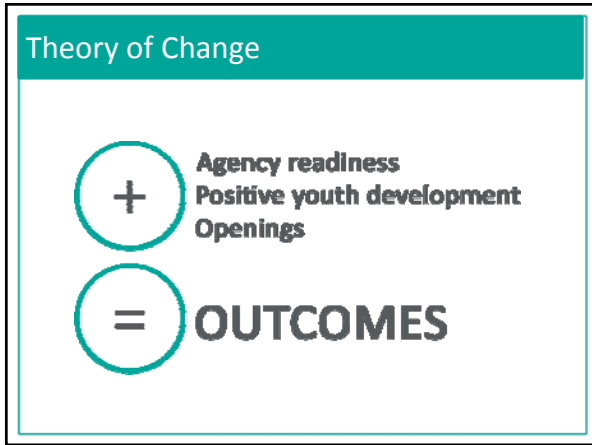 Theory of Change
+
Agency readiness
Positive youth development
Openings
=
OUTCOMES